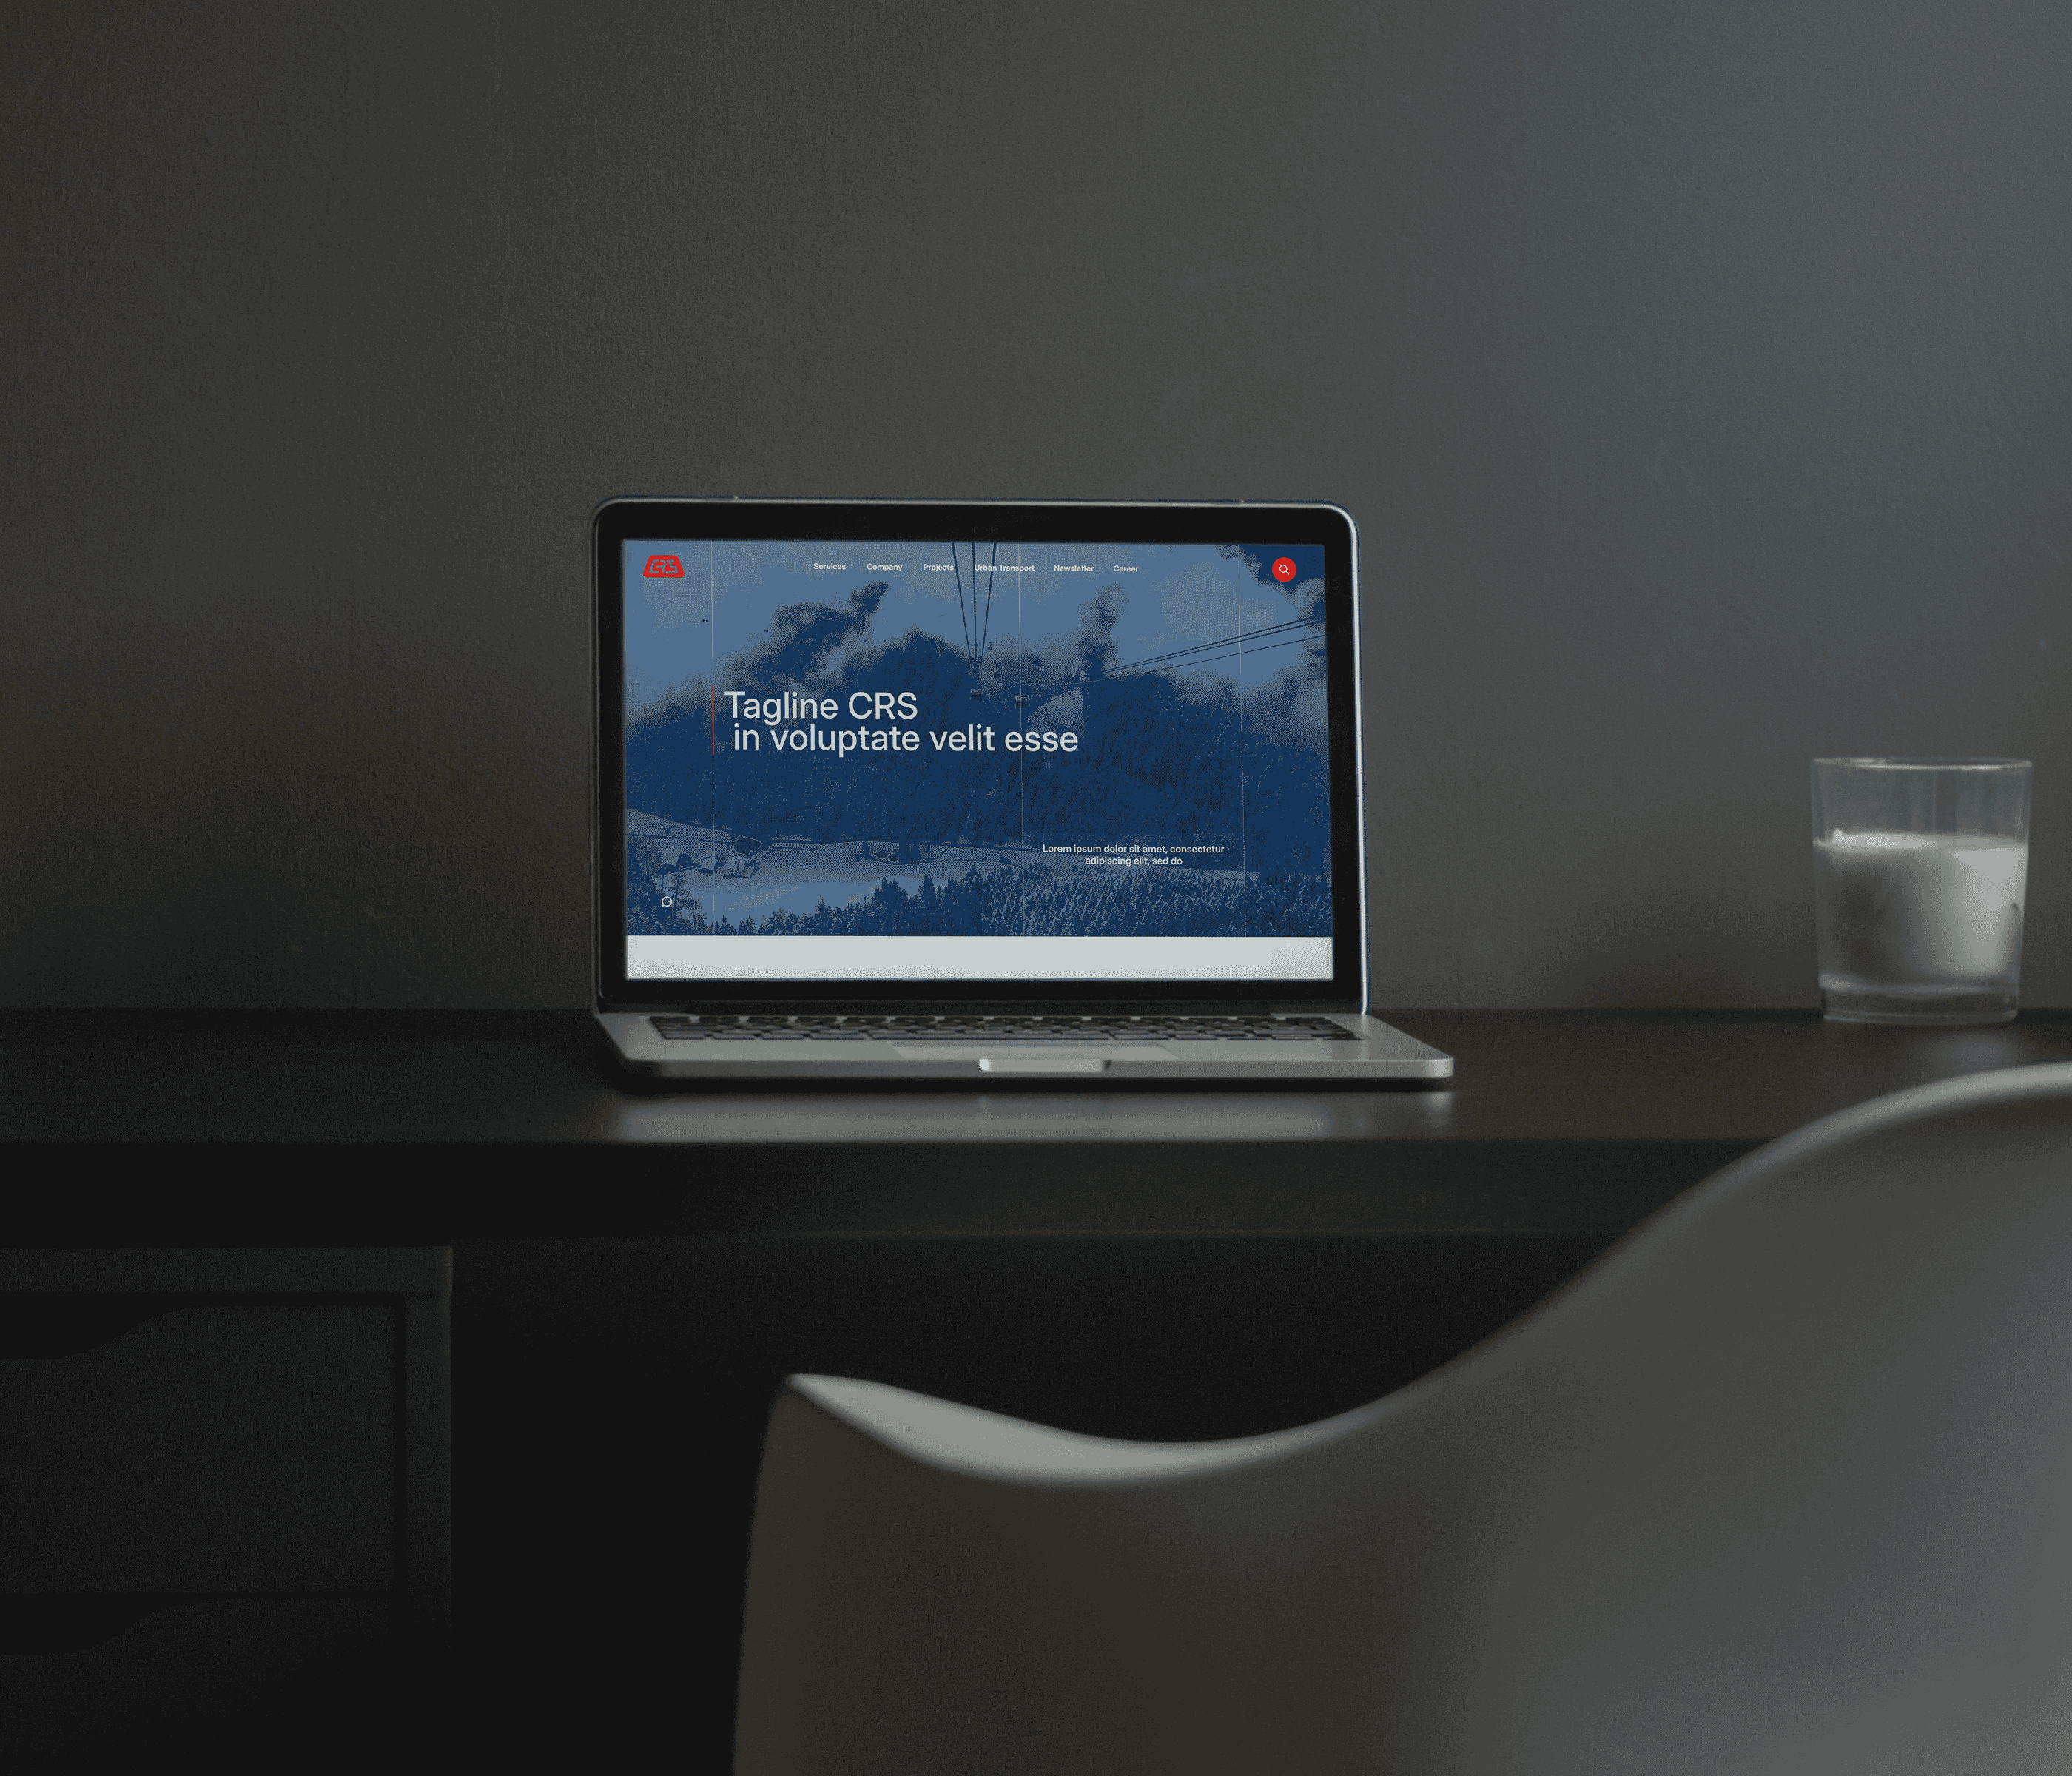 CRS
Services Company Projects Urban Transport Newsletter Career
Tagline CRS
in voluptate velit esse
Lorem ipsum dolor sit amet, consectetur
adipiscing elit, sed do